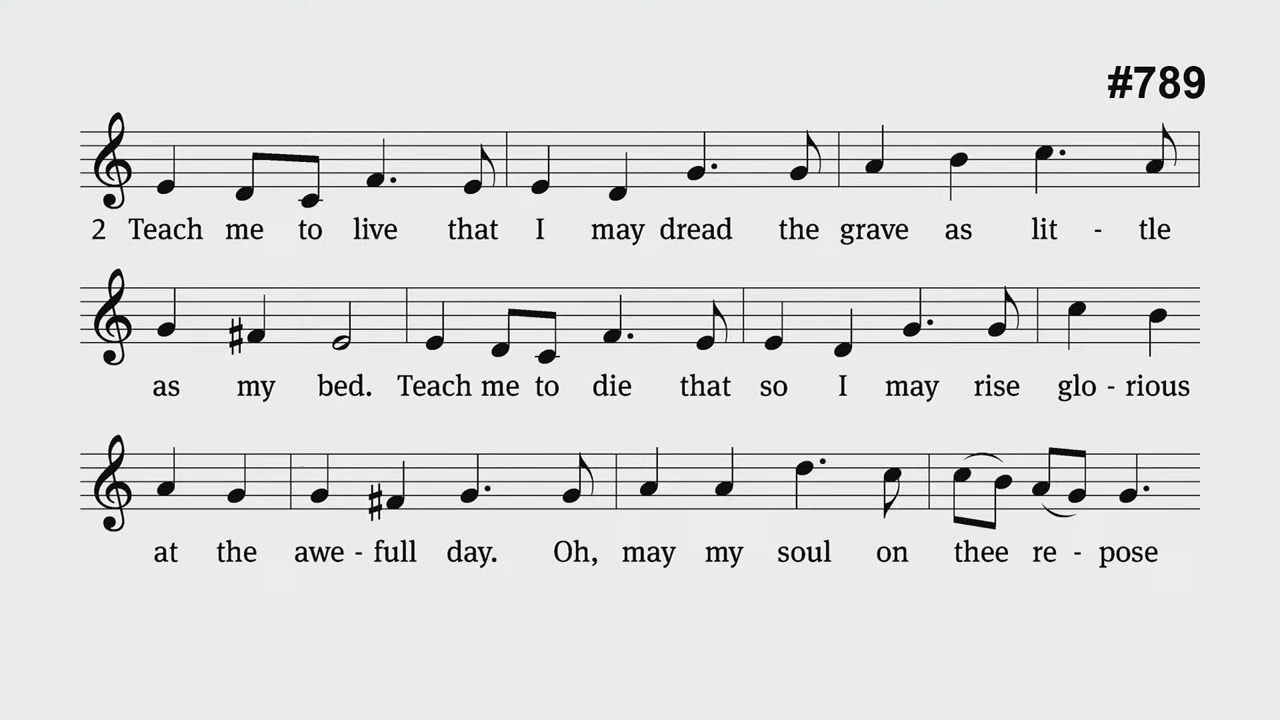 #789
2 Teach me to live that I may dread the grave as lit - tle
as my bed. Teach me to die that so I may rise glo - rious
at the awe - full day. Oh, may my soul on thee re - pose